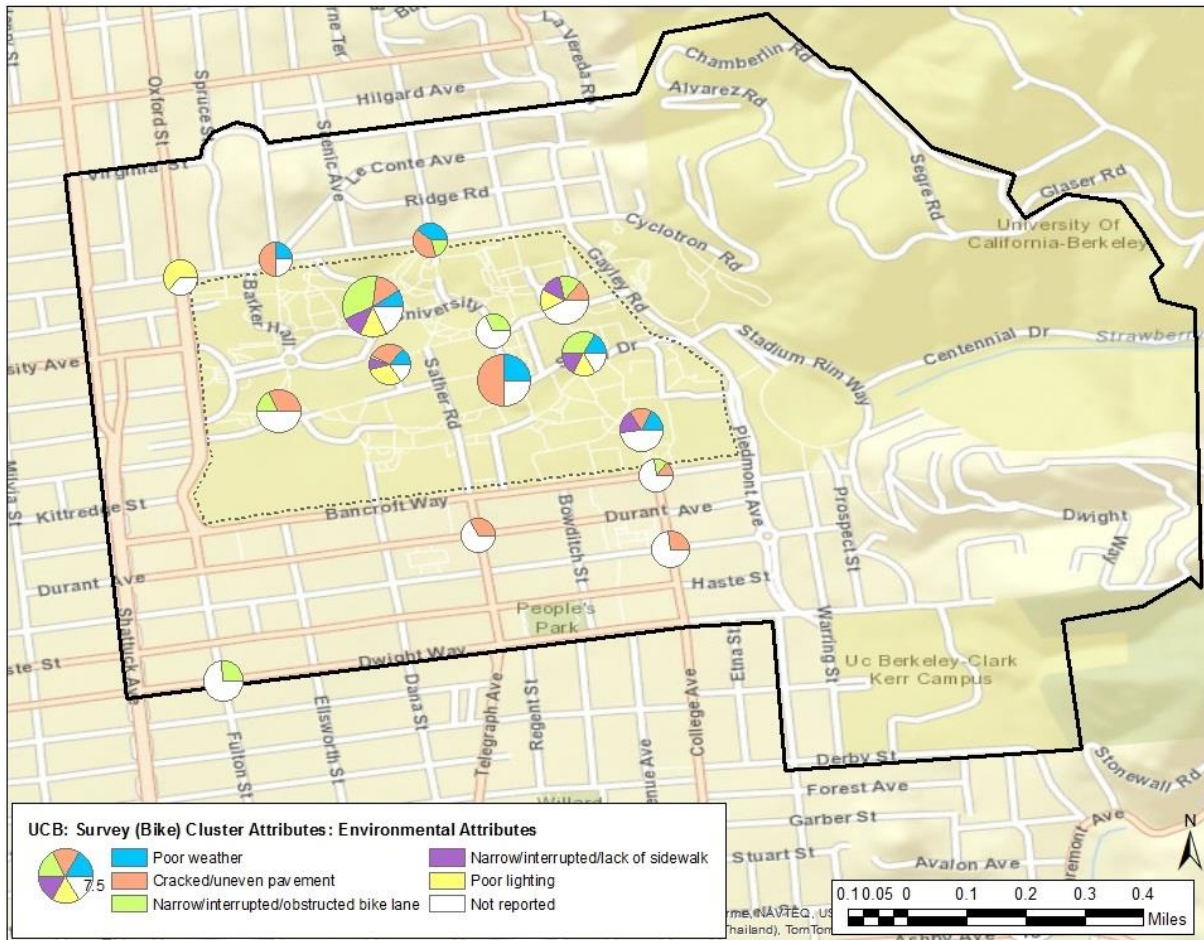 Chamberlin Rd
La Vereda Rd
Oxford St
Spruce St
Hilgard Ave
Alvarez Rd
Scenic Ave
Virginia St
Le Conte Ave
Segre Rd
Glaser Rd
Ridge Rd
Cyclotron Rd
University Of
California-Berkeley
Gayley Rd
Barker
Hall
University
Centennial Dr
Strawberry
Stadium Rim Way
Dr
sity Ave
Sather Rd
Piedmont Ave
Milvia St
Kittredge St
Bancroft Way
Bowditch St
Durant Ave
Prospect St
Dwight
Way
Durant Ave
Haste St
People's
Park
Shattuck Ave
ste St
Dwight Way
Etna St
Warring St
Uc Berkeley-Clark
Kerr Campus
Dana St
Ellsworth St
Fulton St
Telegraph Ave
Regent St
College Ave
Derby St
Stonewall Rd
Forest Ave
Willard
Garber St
Stuart St
Avalon Ave
UCB: Survey (Bike) Cluster Attributes: Environmental Attributes
7.5
Poor weather
Cracked/uneven pavement
Narrow/interrupted/obstructed bike lane
Narrow/interrupted/lack of sidewalk
Poor lighting
Not reported
N
0.10.05 0 0.1 0.2 0.3 0.4
Miles
Ashby Ave